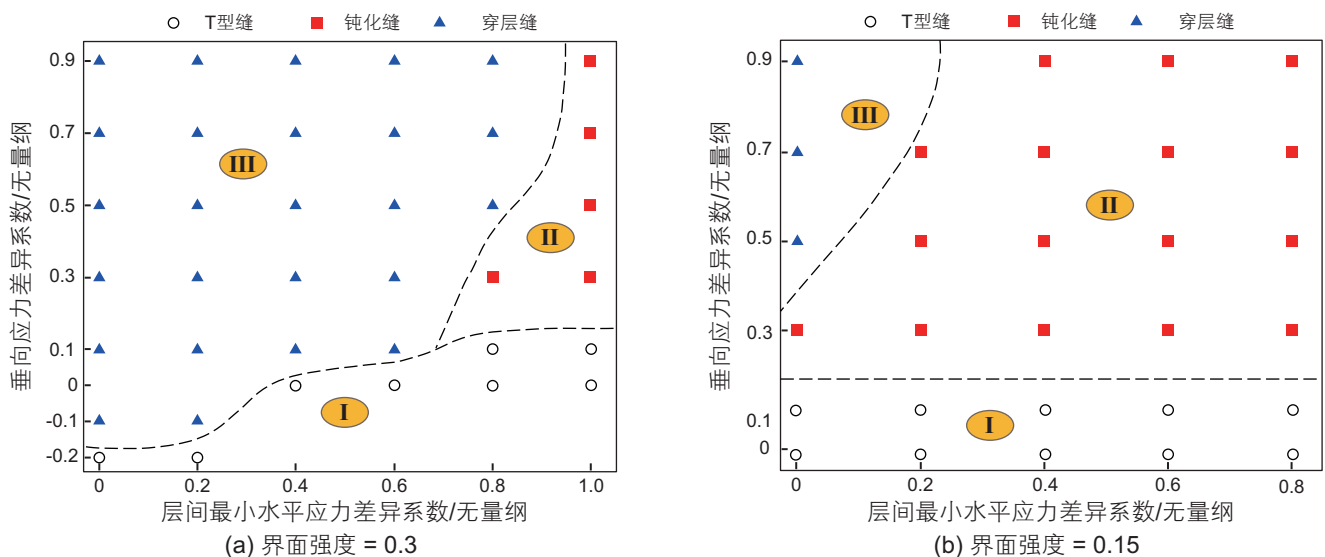 T型缝 钝化缝 穿层缝
0.9
0.7
0.5
0.3
0.1
0
-0.1
-0.2
垂向应力差异系数/无量纲
III
II
I
0 0.2 0.4 0.6 0.8 1.0
层间最小水平应力差异系数/无量纲
(a) 界面强度 = 0.3
T型缝 钝化缝 穿层缝
0.9
0.7
0.5
0.3
0.1
0
垂向应力差异系数/无量纲
III
II
I
0 0.2 0.4 0.6 0.8
层间最小水平应力差异系数/无量纲
(b) 界面强度 = 0.15